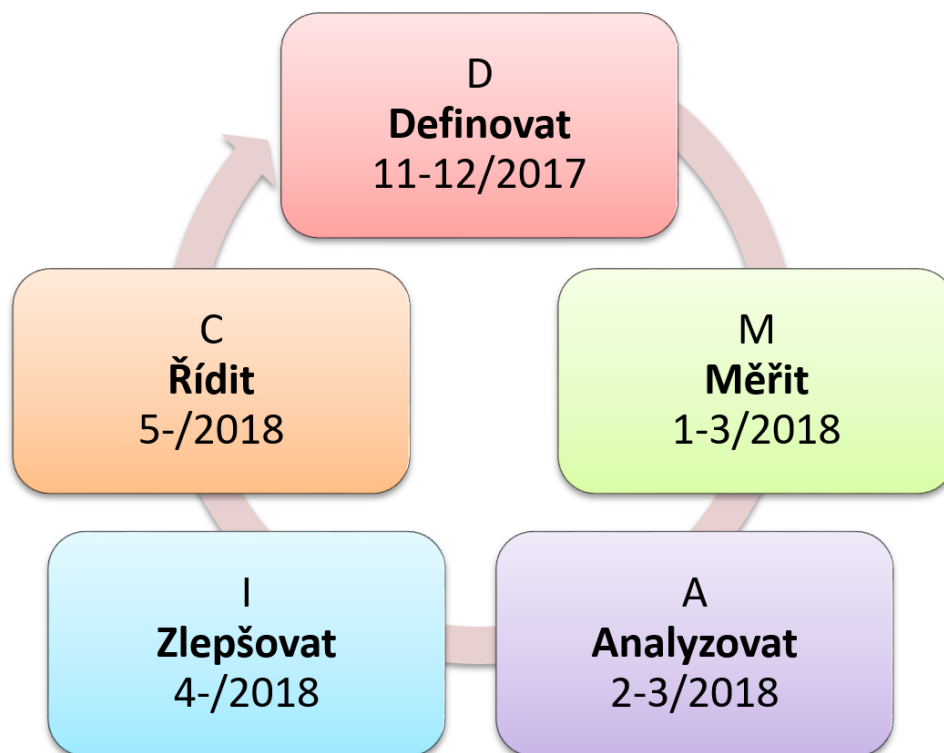 D
Definovat
11-12/2017
M
Měřit
1-3/2018
A
Analyzovat
2-3/2018
I
Zlepšovat
4-/2018
C
Řídit
5-/2018